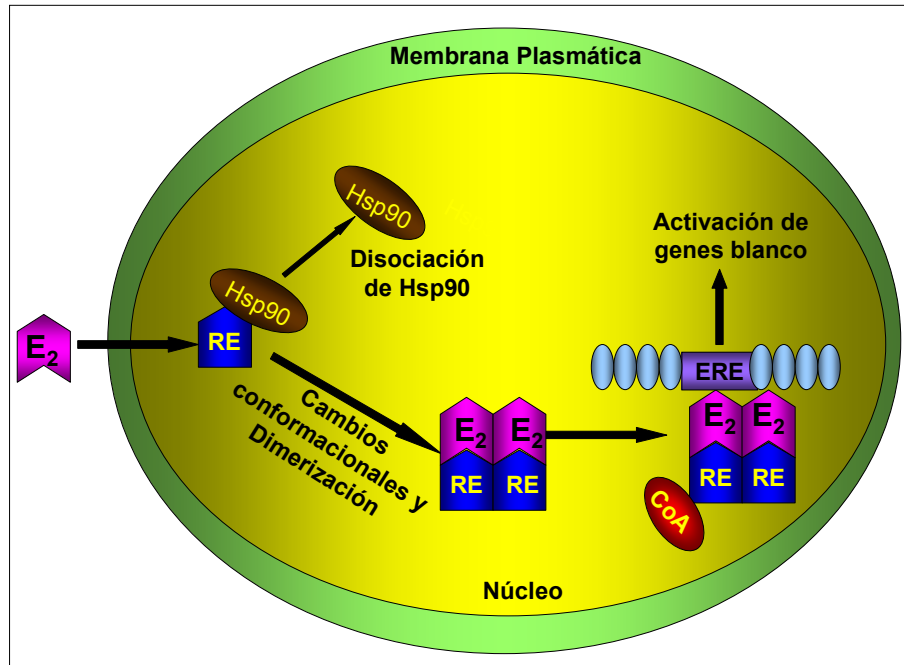 Membrana Plasmática
Hsp90
Hsp90
Disociación
de Hsp90
Hsp90
RE
E2
Cambios
conformacionales y
Dimerización
E2 E2
RE RE
Activación de
genes blanco
ERE
E2 E2
RE RE
CoA
Núcleo